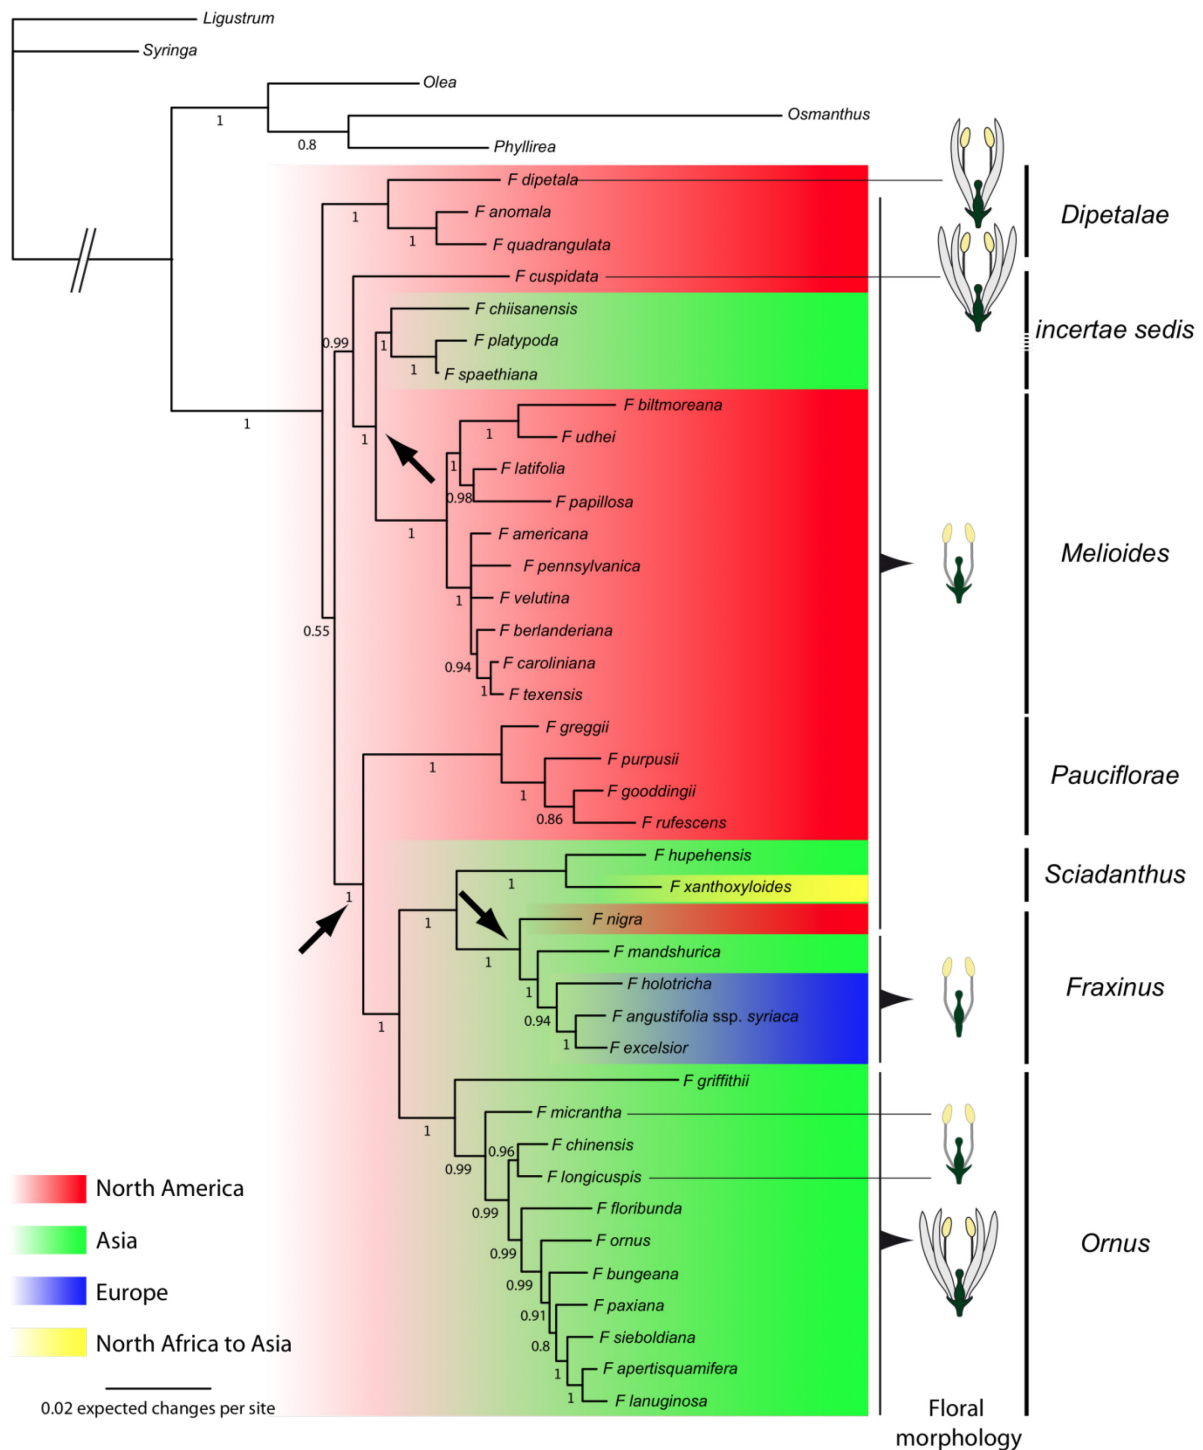 Ligustrum
Syringa
Olea
1
Osmanthus
0.8
Phyllirea
F dipetala
1
F anomala
Dipetalae
1
F quadrangulata
F cuspidata
F chiisanensis
incertae sedis
0.99
1
F platypoda
1
F spaethiana
F biltmoreana
1
1
1
F udhei
1
F latifolia
0.98
F papillosa
1
F americana
Melioides
F pennsylvanica
1
F velutina
0.55
F berlanderiana
0.94
F caroliniana
1
F texensis
F greggii
1
F purpusii
Pauciflorae
1
F gooddingii
0.86
F rufescens
F hupehensis
1
F xanthoxyloides
Sciadanthus
1
1
F nigra
1
F mandshurica
1
F holotricha
Fraxinus
0.94
F angustifolia ssp. syriaca
1
1
F excelsior
F griffithii
F micrantha
1
F chinensis
0.96
0.99
F longicuspis
North America
F floribunda
0.99
Asia
F ornus
Ornus
0.99
F bungeana
0.99
Europe
F paxiana
0.91
F sieboldiana
North Africa to Asia
0.8
F apertisquamifera
1
1
F lanuginosa
0.02 expected changes per site
Floral
morphology